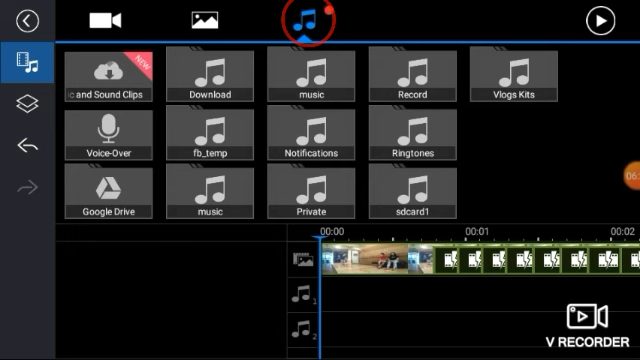 NEW
ic and Sound Clips
Download
music
Record
Vlogs Kits
Voice-Over
fb_temp
Notifications
Ringtones
Google Drive
music
Private
sdcard1
00:00
00:01
00:02
1
2
06:
V RECORDER